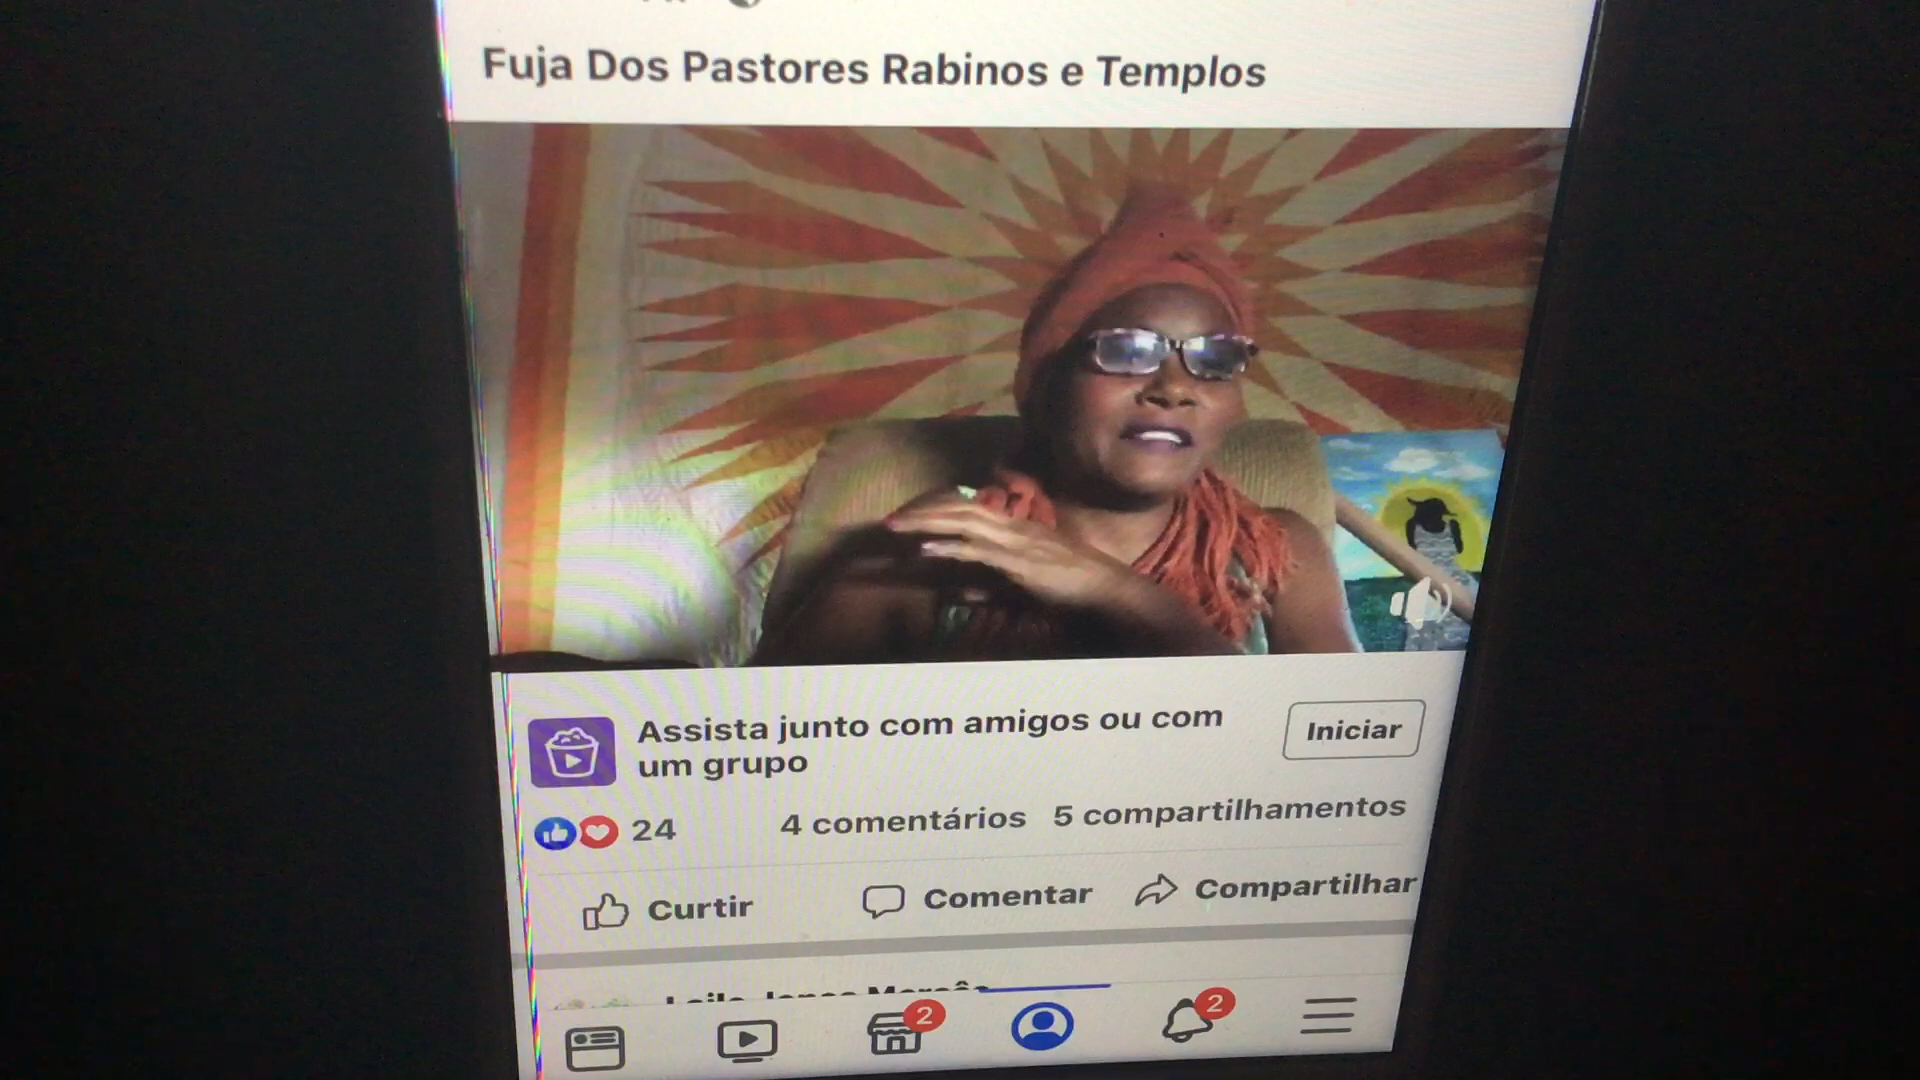 Fuja Dos Pastores Rabinos e Templos
Assista junto com amigos ou com
um grupo
Iniciar
24
4 comentários
5 compartilhamentos
Curtir
Comentar
Compartilhar
2
2